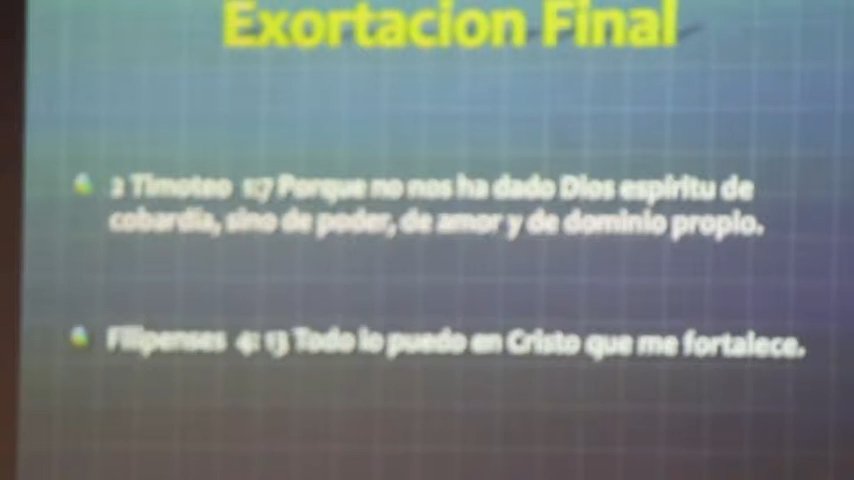 Exortacion Final
2 Timoteo 1:7 Porque no nos ha dado Dios espiritu de
cobardia, sino de poder, de amor y de dominio propio.
Filipenses 4: 13 Todo lo puedo en Cristo que me fortalece.